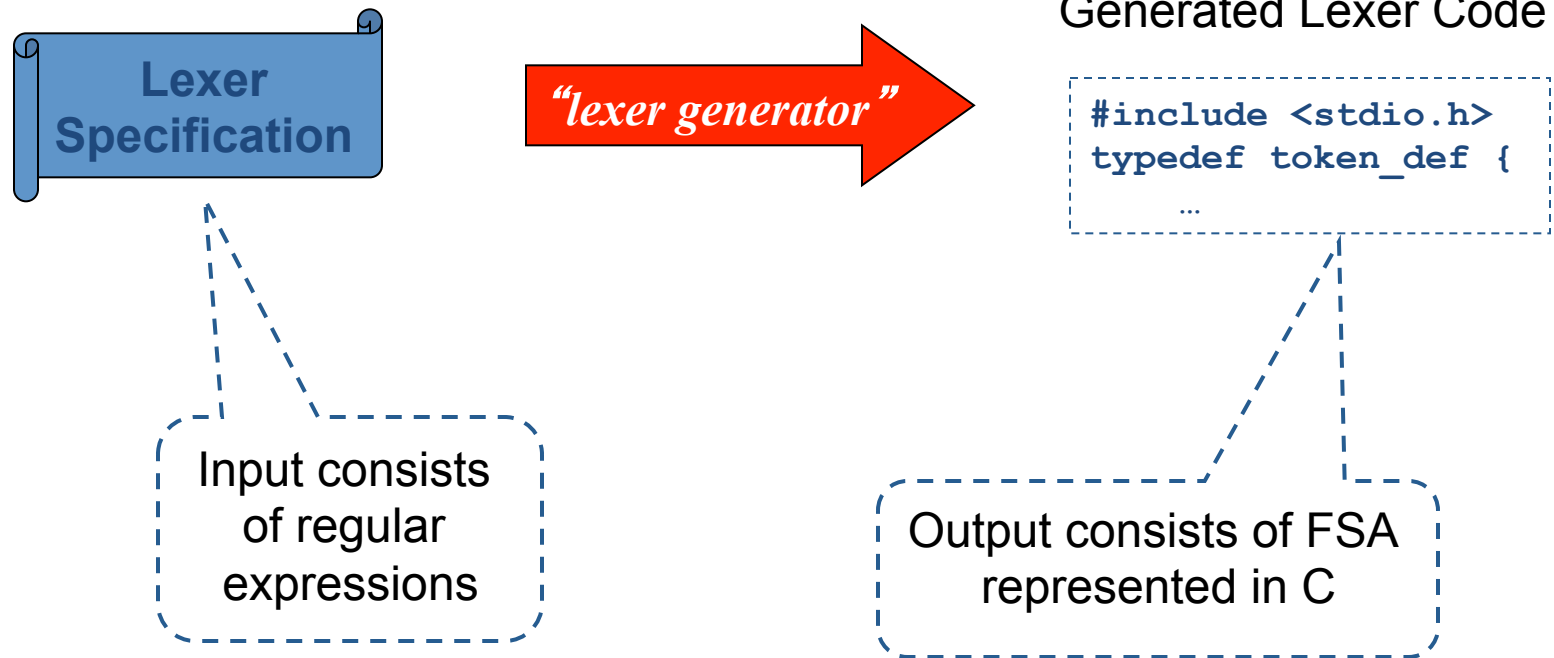 Generated Lexer Code
Lexer
Specification
“lexer generator”
#include <stdio.h>
typedef token_def {
…
Input consists
of regular
expressions
Output consists of FSA
represented in C